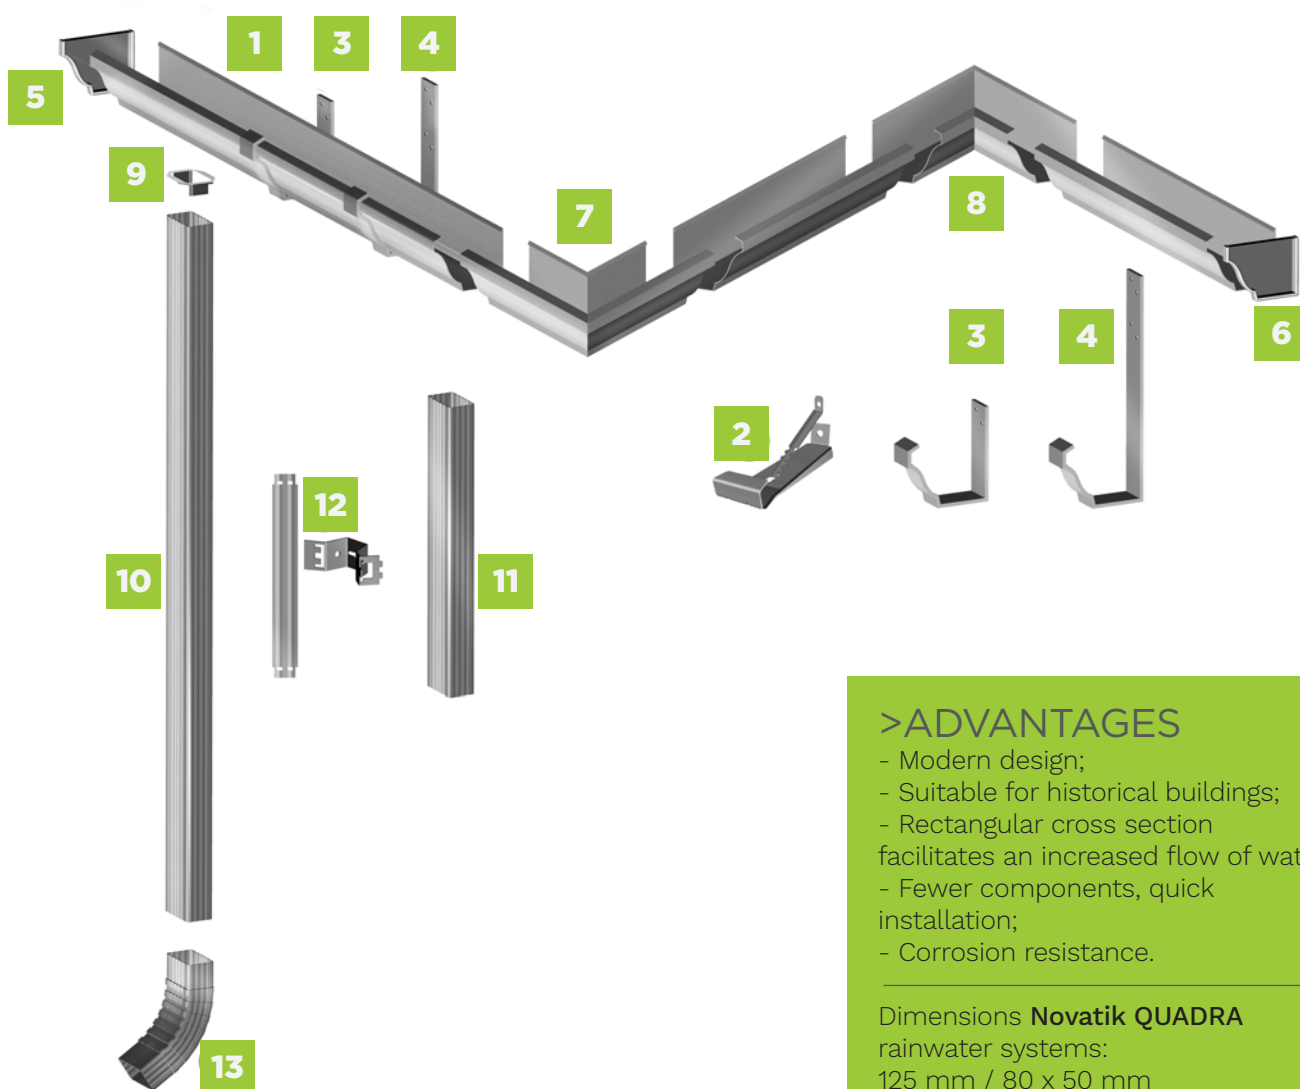 1
3
4
5
9
7
8
6
3
4
2
12
10
11
13
>ADVANTAGES
- Modern design;
- Suitable for historical buildings;
- Rectangular cross section
facilitates an increased flow of wat
- Fewer components, quick
installation;
- Corrosion resistance.
Dimensions Novatik QUADRA
rainwater systems:
125 mm / 80 x 50 mm